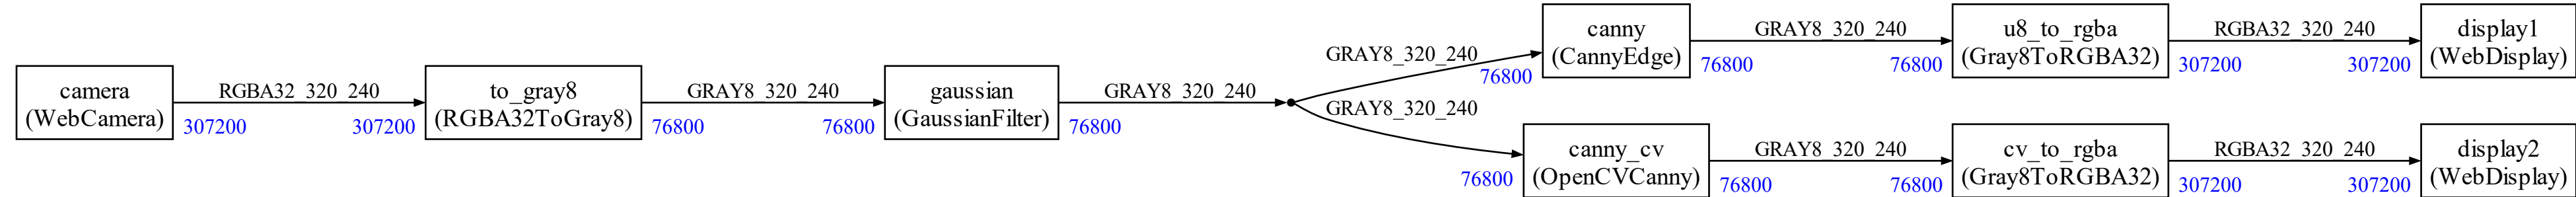 camera
(WebCamera)
RGBA32_320_240
307200
307200
to_gray8
(RGBA32ToGray8)
GRAY8_320_240
76800
76800
gaussian
(GaussianFilter)
GRAY8_320_240
76800
GRAY8_320_240
76800
canny
(CannyEdge)
GRAY8_320_240
76800
76800
u8_to_rgba
(Gray8ToRGBA32)
RGBA32_320_240
307200
307200
display1
(WebDisplay)
GRAY8_320_240
76800
canny_cv
(OpenCVCanny)
GRAY8_320_240
76800
76800
cv_to_rgba
(Gray8ToRGBA32)
RGBA32_320_240
307200
307200
display2
(WebDisplay)